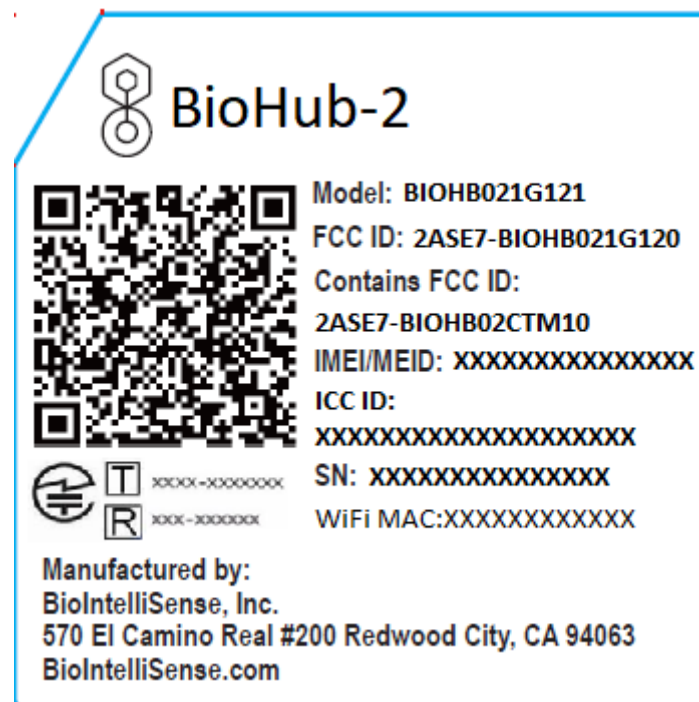 BioHub-2
Model: BIOHB021G121
FCC ID: 2ASE7-BIOHB021G120
Contains FCC ID:
2ASE7-BIOHB02CTM10
IMEI/MEID: XXXXXXXXXXXXXXX
ICC ID:
XXXXXXXXXXXXXXXXXXXX
SN: XXXXXXXXXXXXXXX
WiFi MAC:XXXXXXXXXXXX
T xxxx-xxxxxxx
R xxx-xxxxxx
Manufactured by:
BioIntelliSense, Inc.
570 El Camino Real #200 Redwood City, CA 94063
BioIntelliSense.com